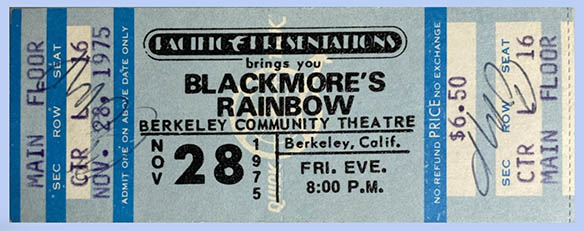 MAIN FLOOR
SEC ROW SEAT
CTR 16
NOV. 28, 1975
ADMIT ONE ON ABOVE DATE ONLY
PACIFIC PRESENTATIONS
brings you
BLACKMORE'S
RAINBOW
BERKELEY COMMUNITY THEATRE
Berkeley, Calif.
NOV 28 1975
FRI. EVE.
8:00 P.M.
NO REFUND PRICE NO EXCHANGE
$6.50
CTR 16
SEC ROW SEAT
MAIN FLOOR